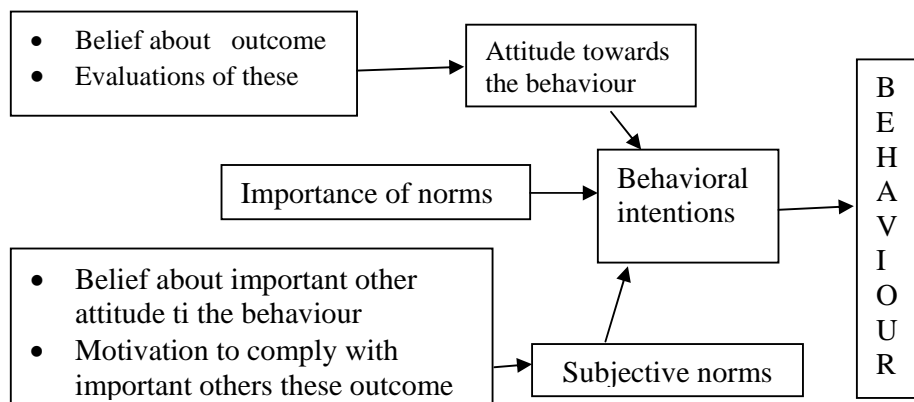 • Belief about outcome
• Evaluations of these
Attitude towards
the behaviour
Importance of norms
Behavioral
intentions
• Belief about important other
attitude ti the behaviour
• Motivation to comply with
important others these outcome
Subjective norms
B
E
H
A
V
I
O
U
R